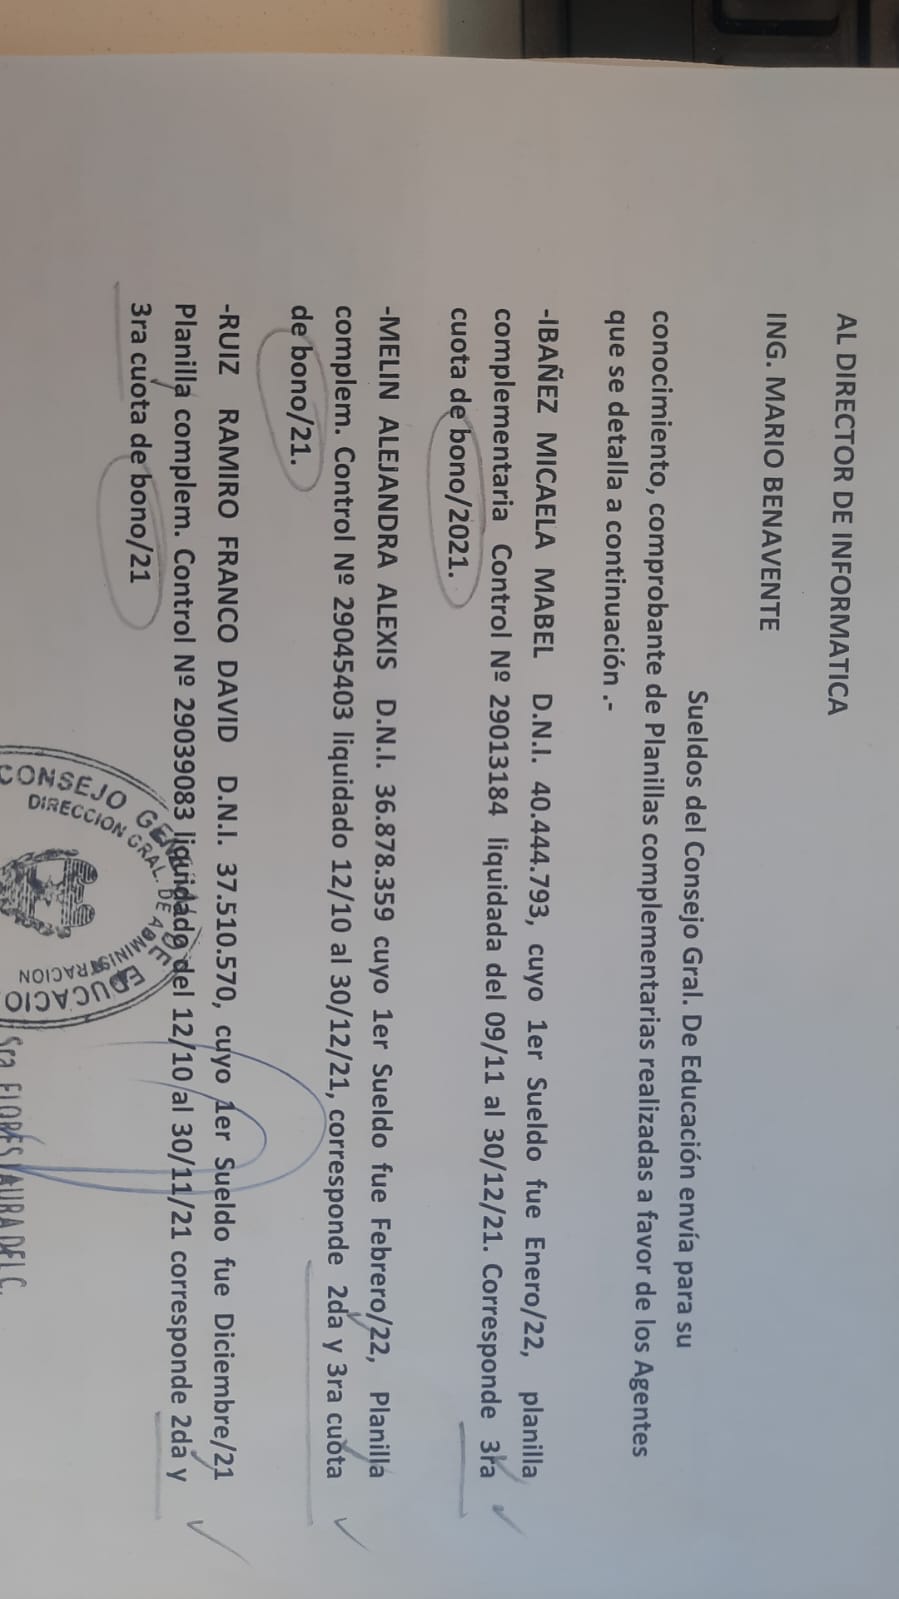 AL DIRECTOR DE INFORMATICA
ING. MARIO BENAVENTE
Sueldos del Consejo Gral. De Educación envía para su
conocimiento, comprobante de Planillas complementarias realizadas a favor de los Agentes
que se detalla a continuación .-
-IBAÑEZ MICAELA MABEL D.N.I. 40.444.793, cuyo 1er Sueldo fue Enero/22, planilla
complementaria Control Nº 29013184 liquidada del 09/11 al 30/12/21. Corresponde 3ra
cuota de bono/2021.
-MELIN ALEJANDRA ALEXIS D.N.I. 36.878.359 cuyo 1er Sueldo fue Febrero/22, Planilla
complem. Control Nº 29045403 liquidado 12/10 al 30/12/21, corresponde 2da y 3ra cuota
de bono/21.
-RUIZ RAMIRO FRANCO DAVID D.N.I. 37.510.570, cuyo 1er Sueldo fue Diciembre/21
Planilla complem. Control Nº 29039083 liquidado del 12/10 al 30/11/21 corresponde 2da y
3ra cuota de bono/21
CONSEJO GENERAL DE EDUCACIO
DIRECCION GRAL. DE ADMINISTRACION
Sra. FLORES LAURA DEL C.